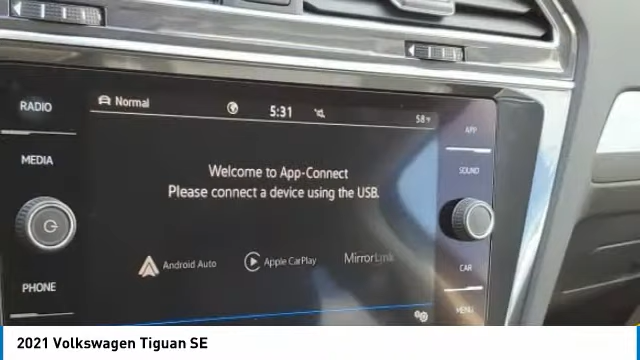 RADIO
MEDIA
PHONE
Normal
5:31
58°F
Welcome to App-Connect
Please connect a device using the USB.
Android Auto
Apple CarPlay
MirrorLink
APP
SOUND
CAR
MENU
2021 Volkswagen Tiguan SE